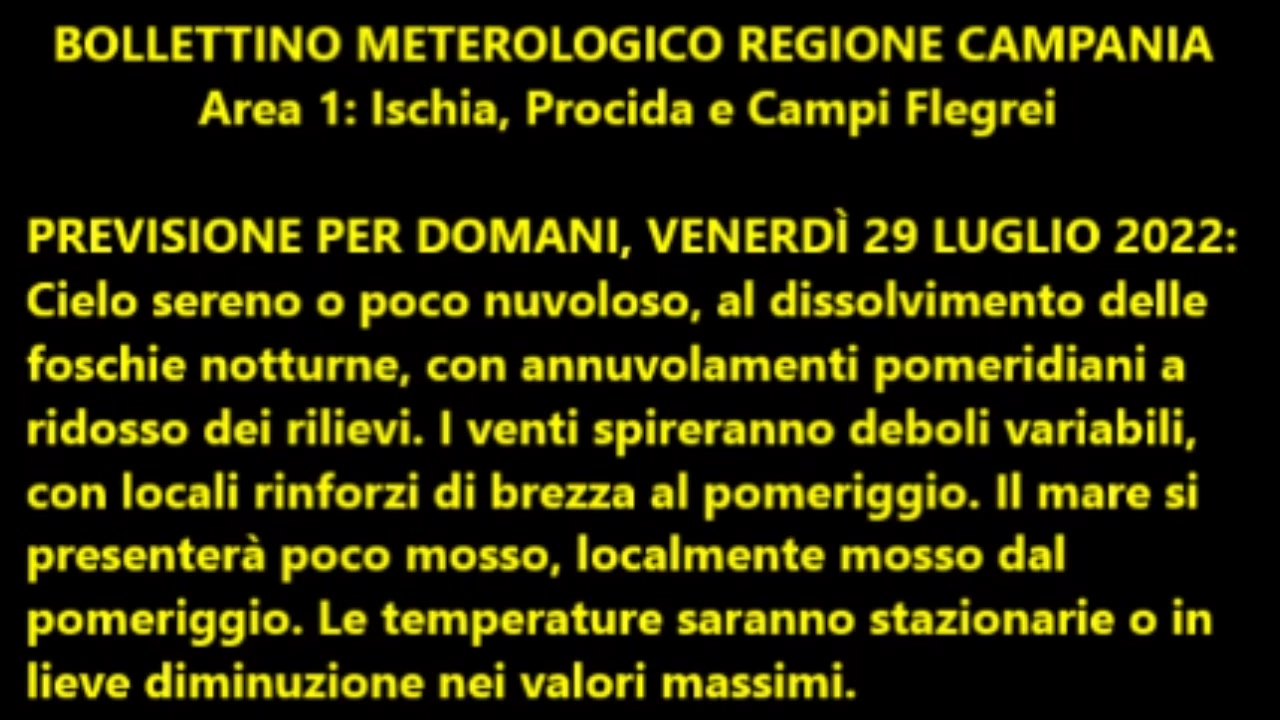 BOLLETTINO METEROLOGICO REGIONE CAMPANIA
Area 1: Ischia, Procida e Campi Flegrei
PREVISIONE PER DOMANI, VENERDÌ 29 LUGLIO 2022:
Cielo sereno o poco nuvoloso, al dissolvimento delle
foschie notturne, con annuvolamenti pomeridiani a
ridosso dei rilievi. I venti spireranno deboli variabili,
con locali rinforzi di brezza al pomeriggio. Il mare si
presenterà poco mosso, localmente mosso dal
pomeriggio. Le temperature saranno stazionarie o in
lieve diminuzione nei valori massimi.